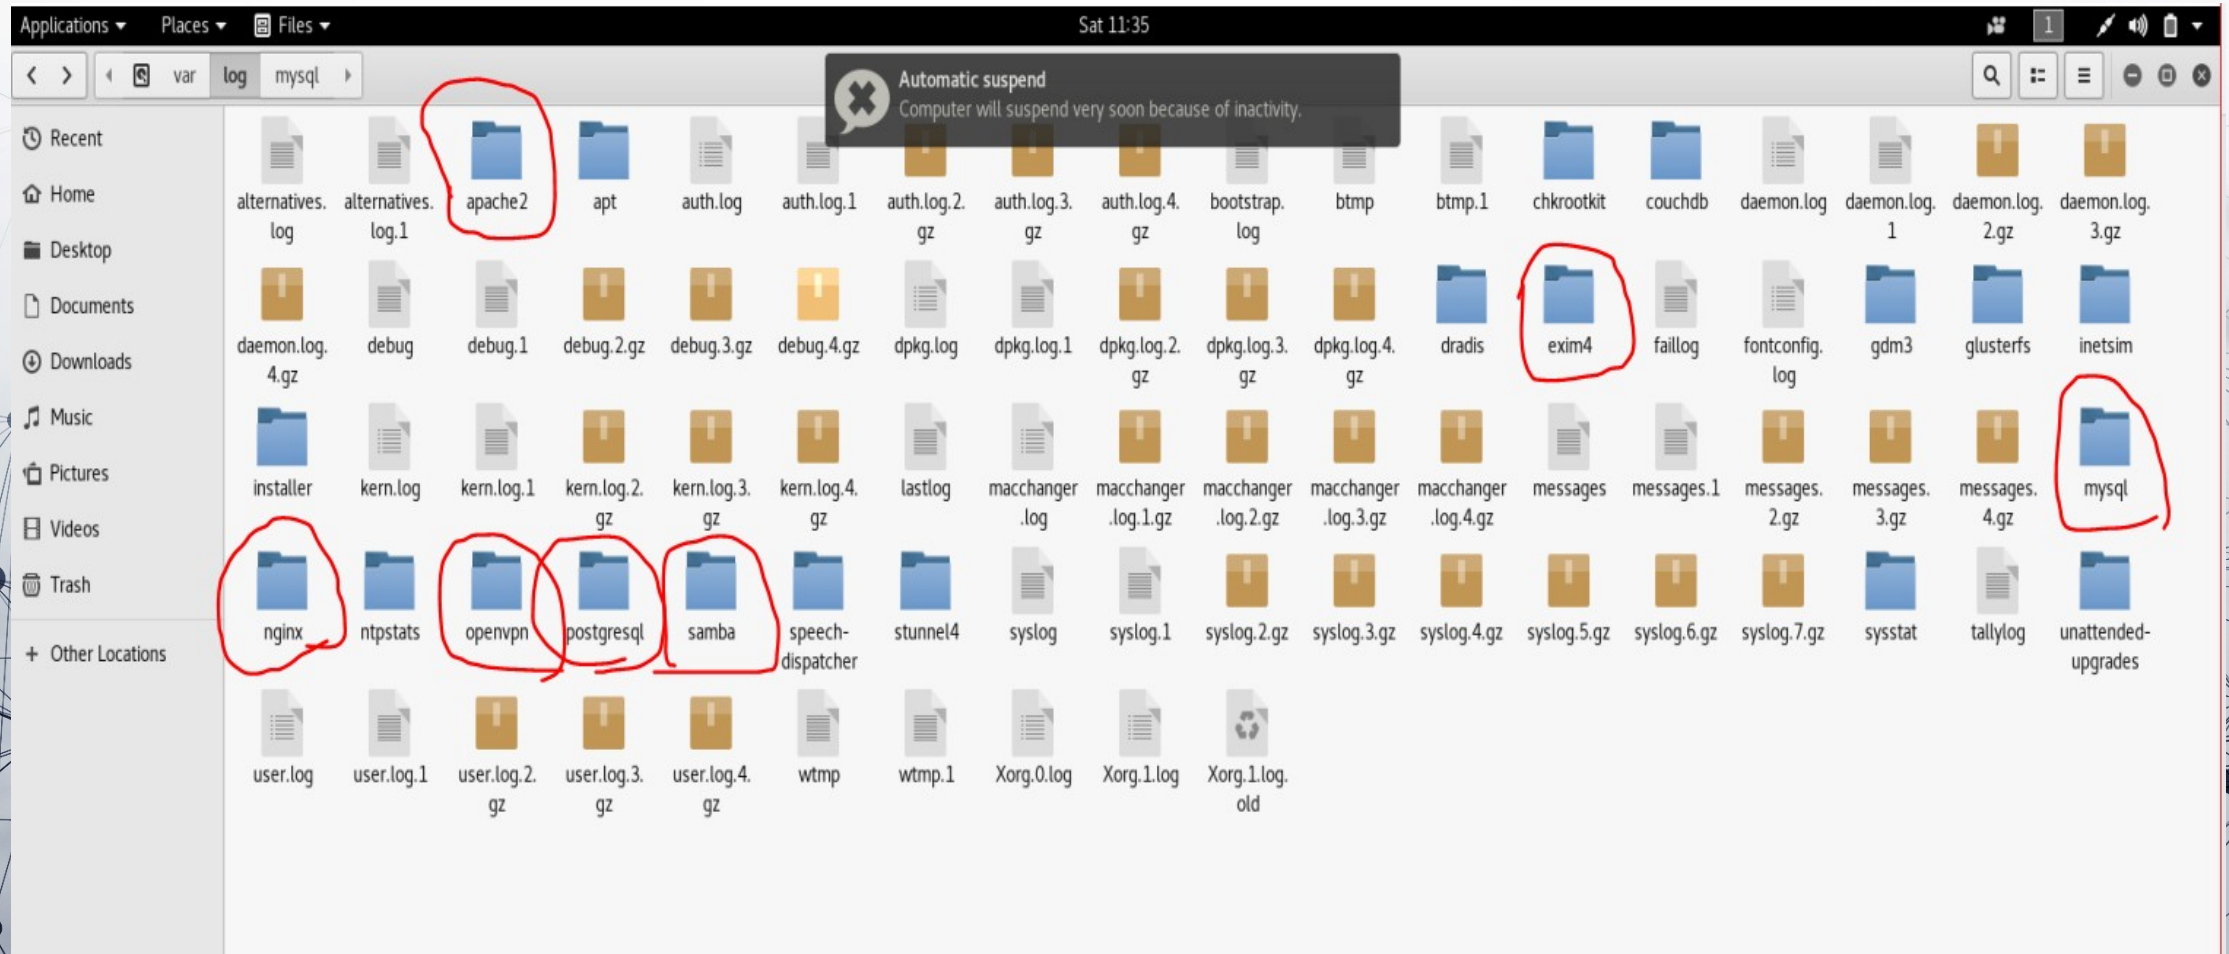 Applications Places Files Sat 11:35 1
var log mysql
Automatic suspend
Computer will suspend very soon because of inactivity.
Recent
Home
Desktop
Documents
Downloads
Music
Pictures
Videos
Trash
+ Other Locations
alternatives. alternatives. apache2 apt auth.log auth.log.1 auth.log.2. auth.log.3. auth.log.4. bootstrap. btmp btmp.1 chkrootkit couchdb daemon.log daemon.log. daemon.log. daemon.log.
log log.1 gz gz gz log 1 2.gz 3.gz
daemon.log. debug debug.1 debug.2.gz debug.3.gz debug.4.gz dpkg.log dpkg.log.1 dpkg.log.2. dpkg.log.3. dpkg.log.4. dradis exim4 faillog fontconfig. gdm3 glusterfs inetsim
4.gz gz gz gz log
installer kern.log kern.log.1 kern.log.2. kern.log.3. kern.log.4. lastlog macchanger macchanger macchanger macchanger macchanger messages messages.1 messages. messages. messages. mysql
gz gz gz .log .log.1.gz .log.2.gz .log.3.gz .log.4.gz 2.gz 3.gz 4.gz
nginx ntpstats openvpn postgresql samba speech- stunnel4 syslog syslog.1 syslog.2.gz syslog.3.gz syslog.4.gz syslog.5.gz syslog.6.gz syslog.7.gz sysstat tallylog unattended-
dispatcher upgrades
user.log user.log.1 user.log.2. user.log.3. user.log.4. wtmp wtmp.1 Xorg.0.log Xorg.1.log Xorg.1.log.
gz gz gz old